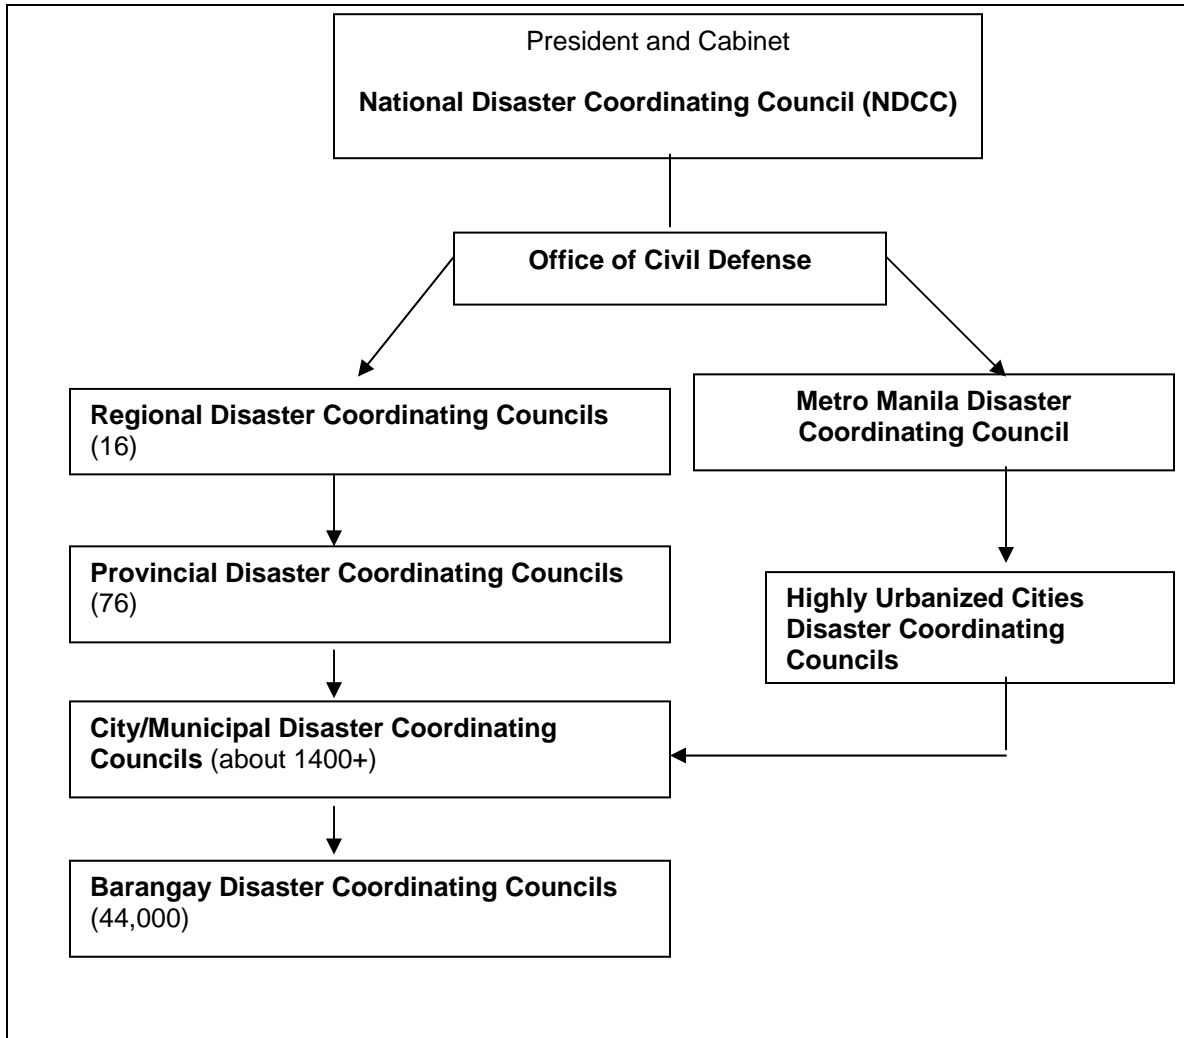 President and Cabinet
National Disaster Coordinating Council (NDCC)
Office of Civil Defense
Regional Disaster Coordinating Councils
(16)
Metro Manila Disaster
Coordinating Council
Provincial Disaster Coordinating Councils
(76)
Highly Urbanized Cities
Disaster Coordinating
Councils
City/Municipal Disaster Coordinating
Councils (about 1400+)
Barangay Disaster Coordinating Councils
(44,000)